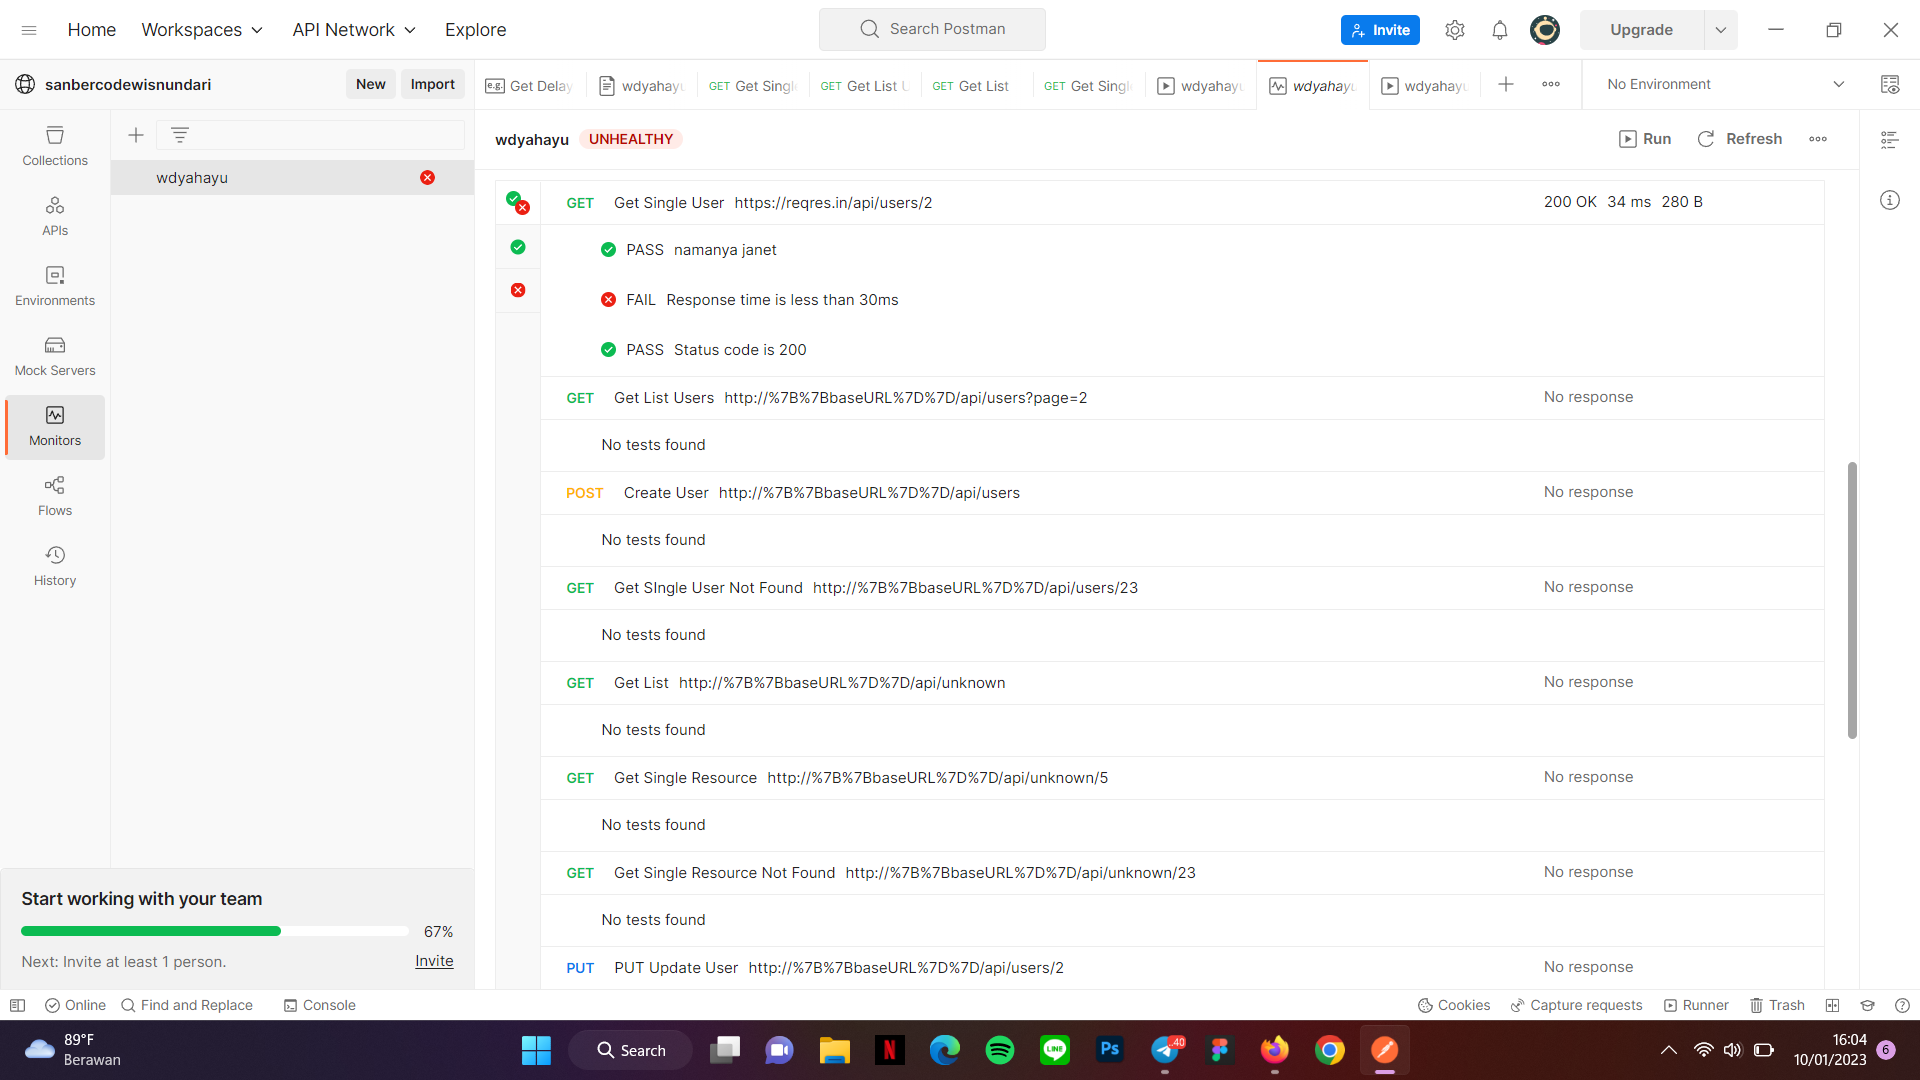 Home Workspaces API Network Explore Search Postman Invite Upgrade
sanbercodewisnundari New Import e.g. Get Delay wdyahayu GET Singl GET Get List U GET Get List GET Get Singl wdyahayu wdyahayu wdyahayu No Environment
Collections
APIs
Environments
Mock Servers
Monitors
Flows
History
wdyahayu
wdyahayu UNHEALTHY Run Refresh
GET Get Single User https://reqres.in/api/users/2 200 OK 34 ms 280 B
PASS namanya janet
FAIL Response time is less than 30ms
PASS Status code is 200
GET Get List Users http://%7B%7BbaseURL%7D%7D/api/users?page=2 No response
No tests found
POST Create User http://%7B%7BbaseURL%7D%7D/api/users No response
No tests found
GET Get SIngle User Not Found http://%7B%7BbaseURL%7D%7D/api/users/23 No response
No tests found
GET Get List http://%7B%7BbaseURL%7D%7D/api/unknown No response
No tests found
GET Get Single Resource http://%7B%7BbaseURL%7D%7D/api/unknown/5 No response
No tests found
GET Get Single Resource Not Found http://%7B%7BbaseURL%7D%7D/api/unknown/23 No response
No tests found
PUT PUT Update User http://%7B%7BbaseURL%7D%7D/api/users/2 No response
Start working with your team
67%
Next: Invite at least 1 person. Invite
Online Find and Replace Console Cookies Capture requests Runner Trash
89°F
Berawan
Search
N
LINE
Ps
40
16:04
10/01/2023
6